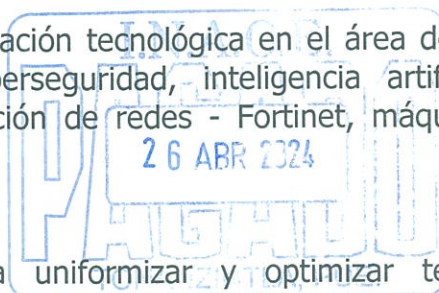 ación tecnológica en el área de
I.N.A.C.
perseguridad, inteligencia artif
ción de redes - Fortinet, máqu
26 ABR 2024
PAGADO
a uniformizar y optimizar te